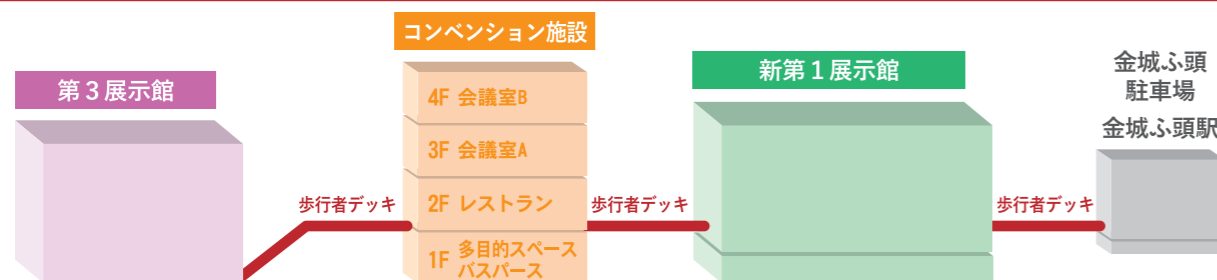 コンベンション施設
第３展示館
新第１展示館
金城ふ頭
駐車場
金城ふ頭駅
4F 会議室B
3F 会議室A
歩行者デッキ
2F レストラン
歩行者デッキ
歩行者デッキ
1F 多目的スペース
バスパース